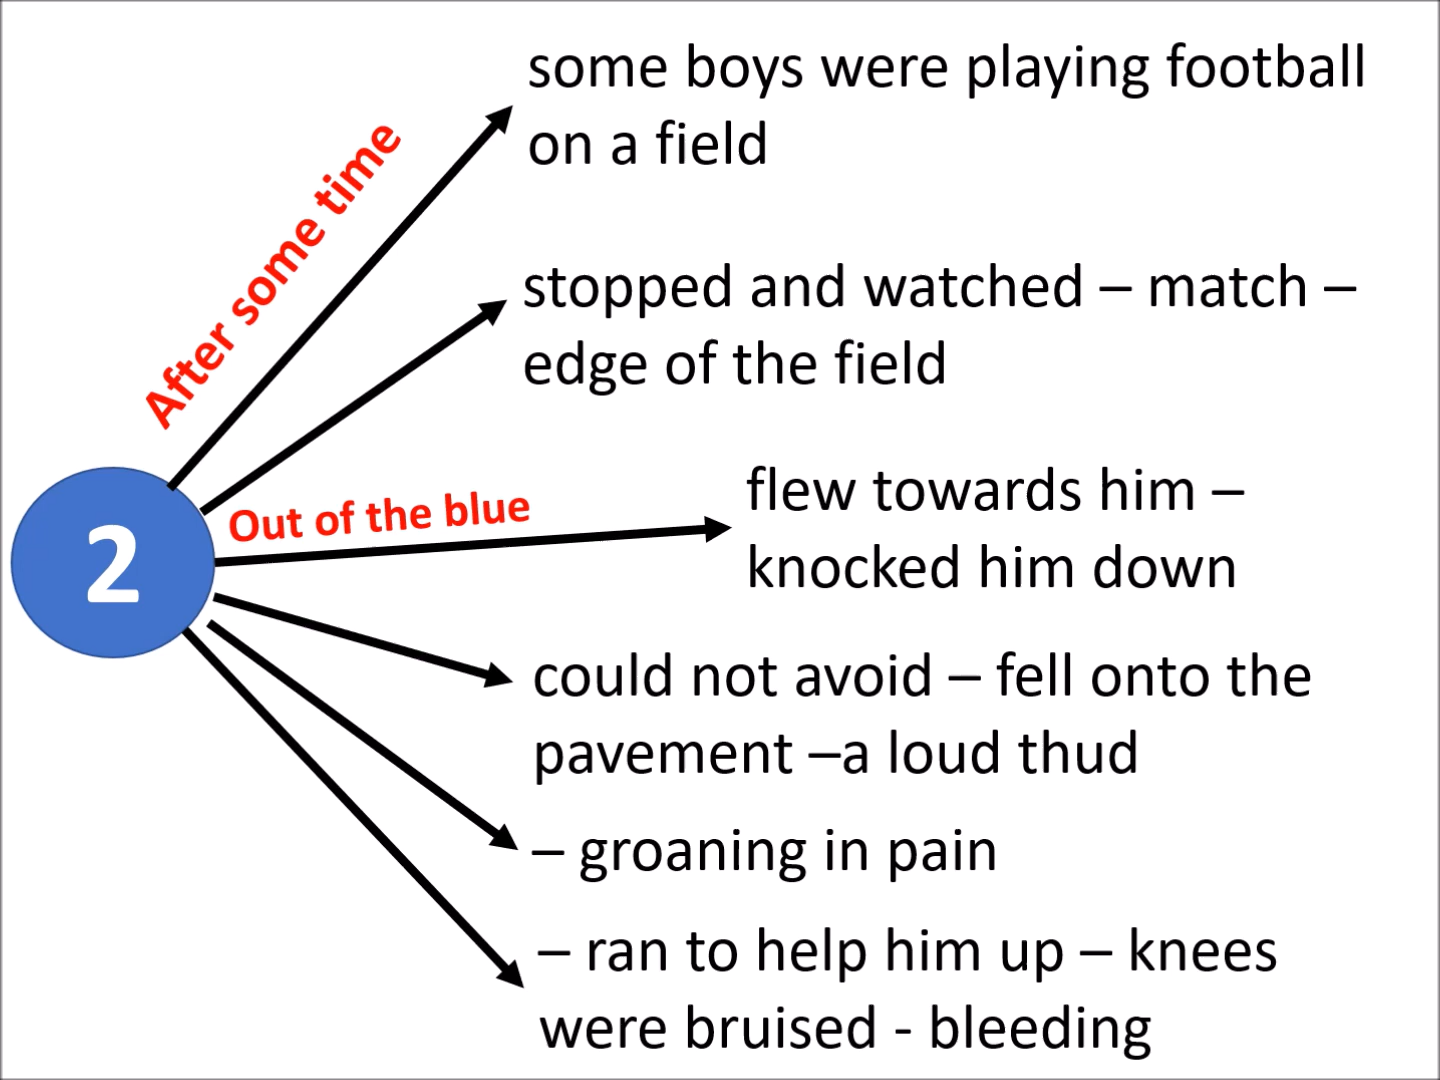 some boys were playing football
on a field
After some time
stopped and watched – match –
edge of the field
Out of the blue
flew towards him –
knocked him down
2
could not avoid – fell onto the
pavement –a loud thud
– groaning in pain
– ran to help him up – knees
were bruised - bleeding